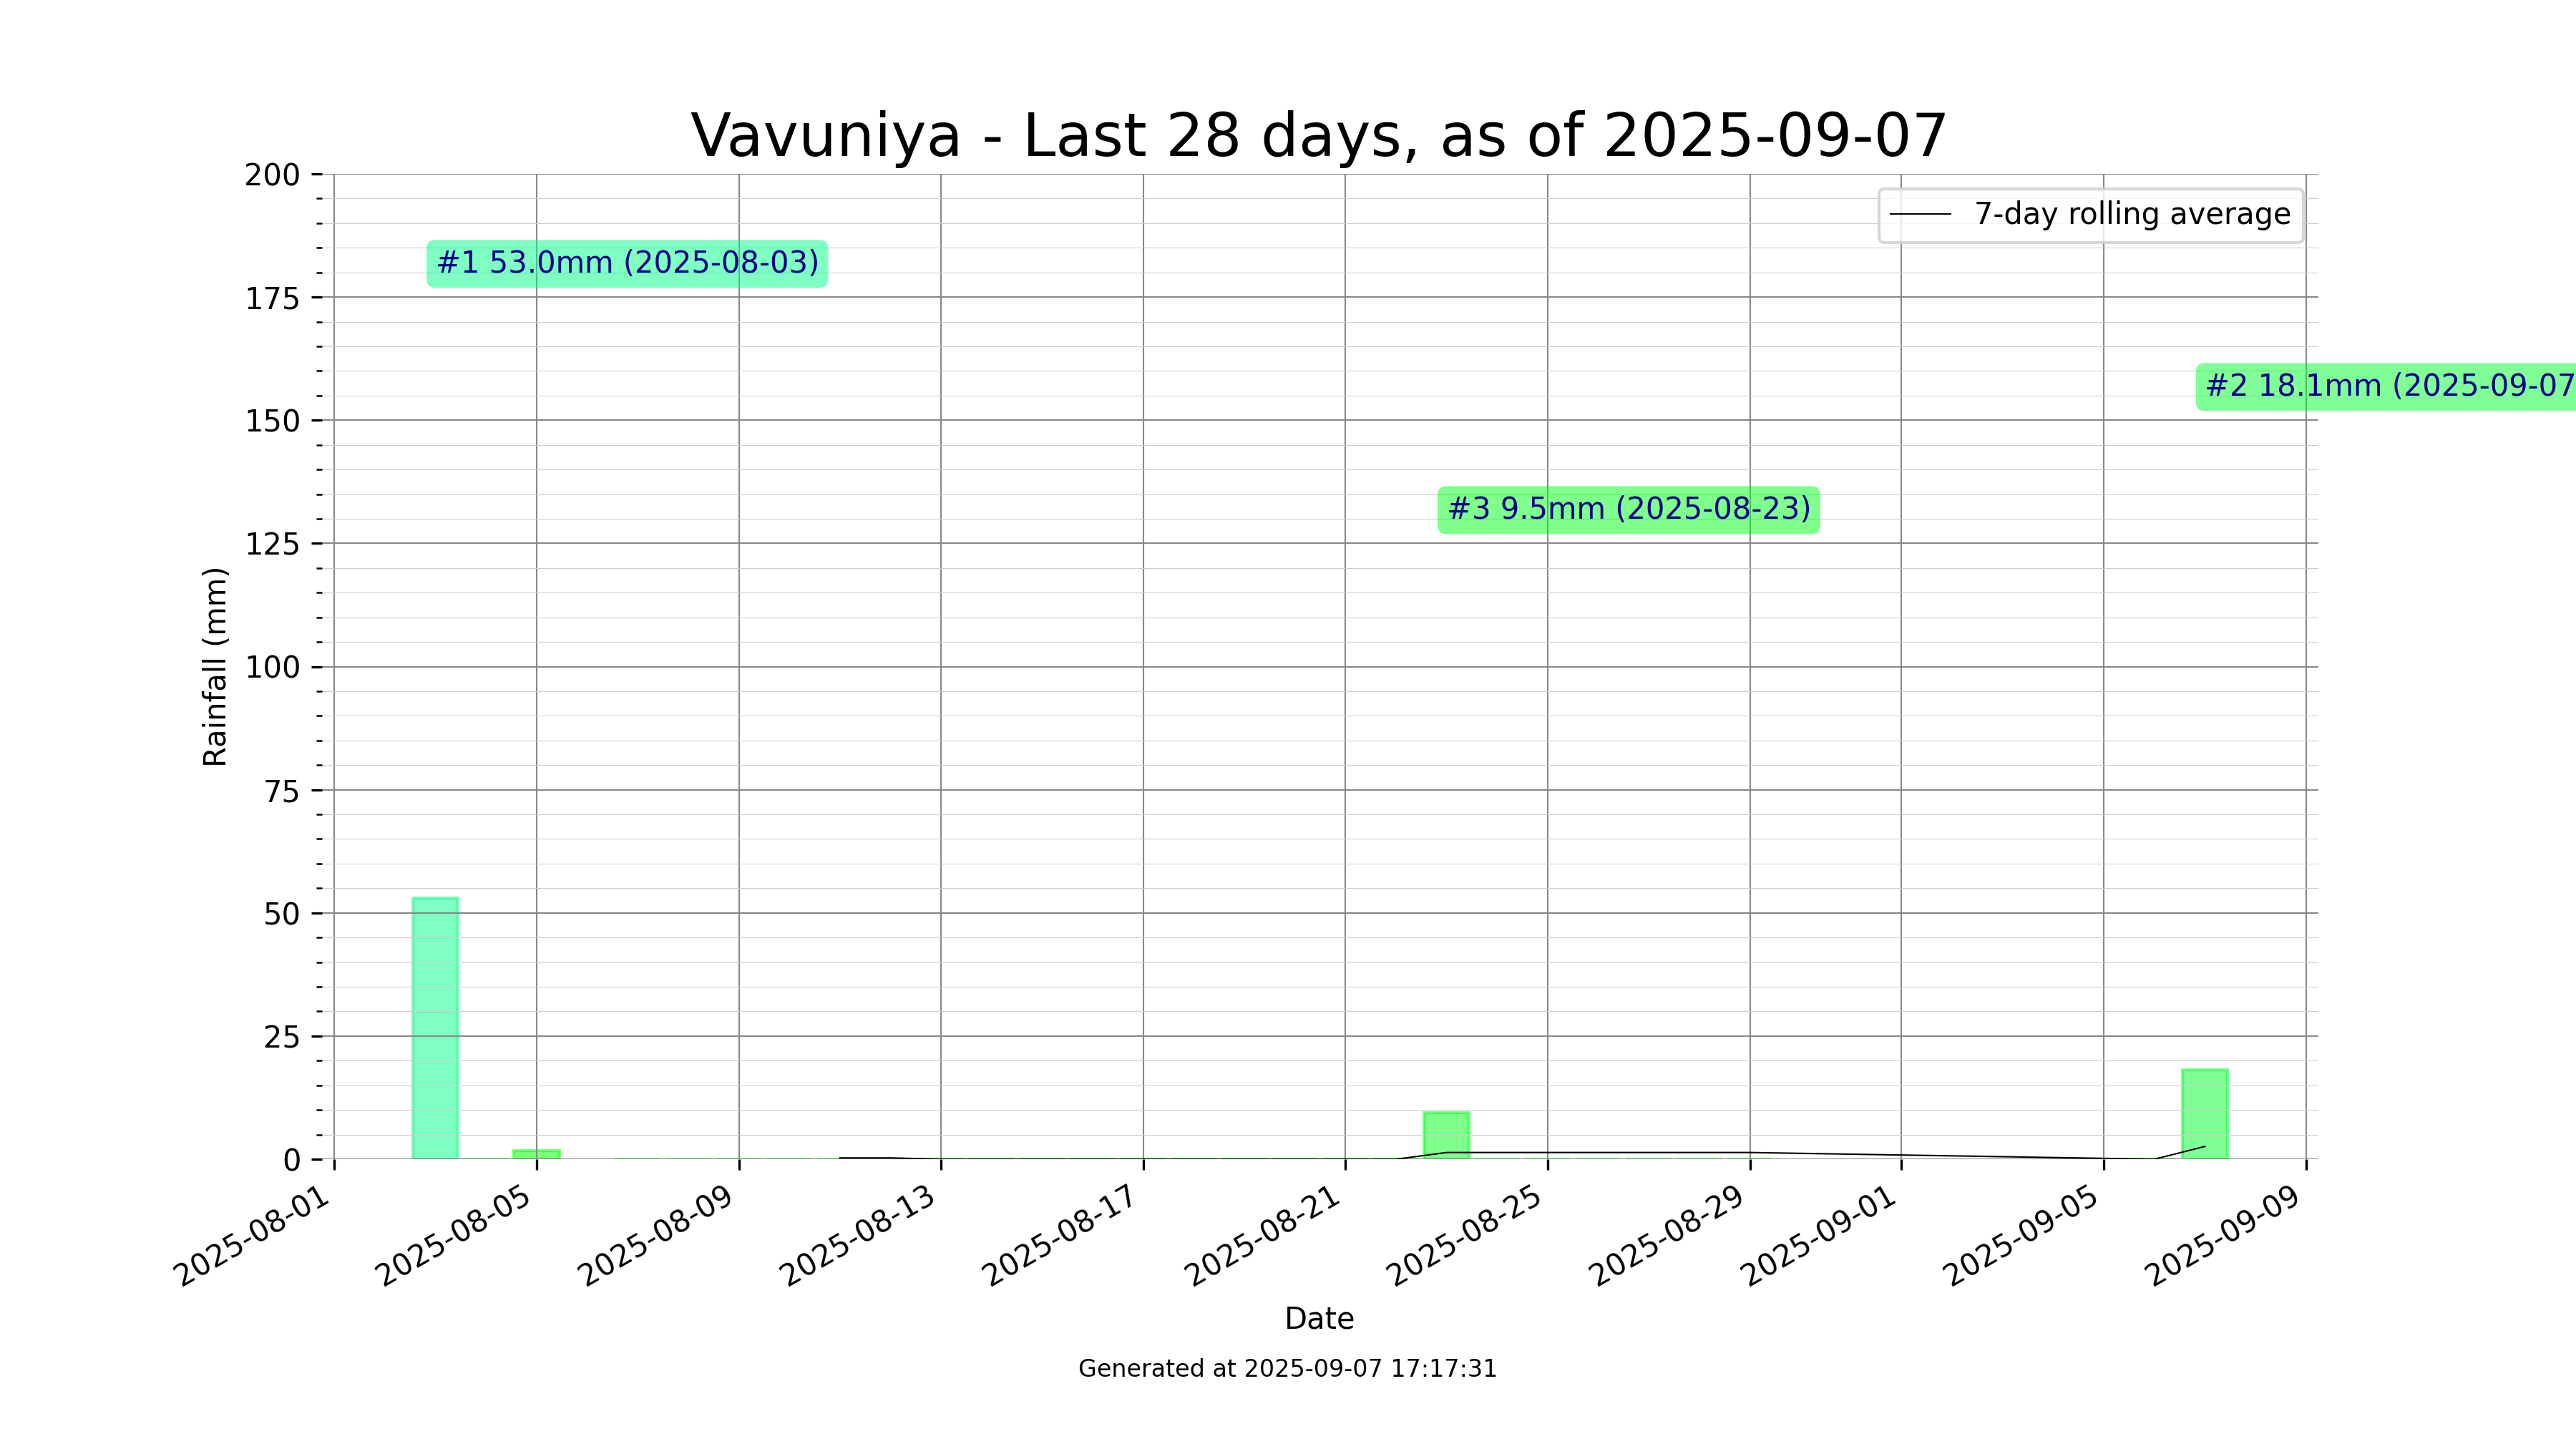 Vavuniya - Last 28 days, as of 2025-09-07
200
175
150
125
100
75
50
25
0
Rainfall (mm)
7-day rolling average
#1 53.0mm (2025-08-03)
#2 18.1mm (2025-09-07
#3 9.5mm (2025-08-23)
2025-08-01
2025-08-05
2025-08-09
2025-08-13
2025-08-17
2025-08-21
2025-08-25
2025-08-29
2025-09-01
2025-09-05
2025-09-09
Date
Generated at 2025-09-07 17:17:31